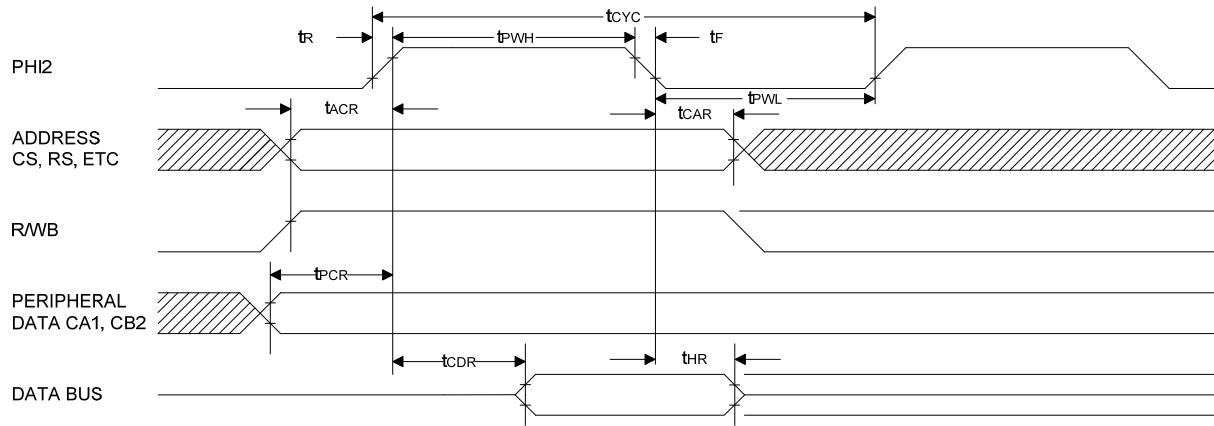 tCYC
tR
tPWH
tF
PHI2
tPWL
tACR
tCAR
ADDRESS
CS, RS, ETC
R/WB
tPCR
PERIPHERAL
DATA CA1, CB2
tCDR
tHR
DATA BUS